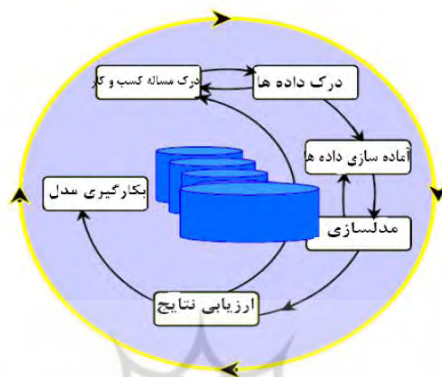 درک مساله کسب و کار
درک داده ها
آماده سازی داده ها
مدلسازی
ارزیابی نتایج
بکارگیری مدل